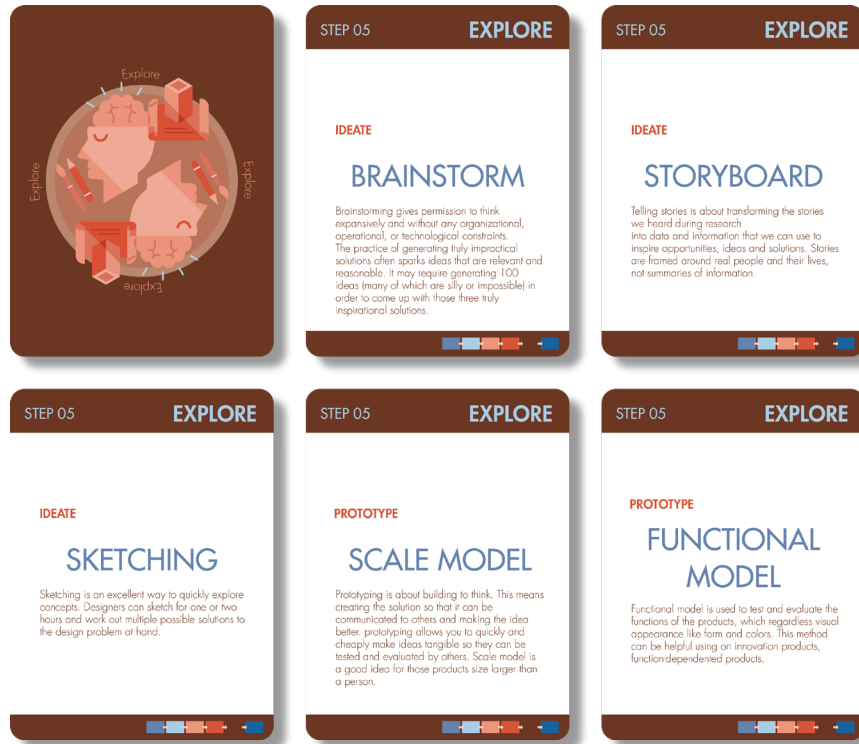 Explore
Explore
Explore
Explore
STEP 05 EXPLORE
IDEATE
BRAINSTORM
Brainstorming gives permission to think
expansively and without any organizational,
operational, or technological constraints.
The practice of generating truly impractical
solutions often sparks ideas that are relevant and
reasonable. It may require generating 100
ideas (many of which are silly or impossible) in
order to come up with those three truly
inspirational solutions.
STEP 05 EXPLORE
IDEATE
STORYBOARD
Telling stories is about transforming the stories
we heard during research
into data and information that we can use to
inspire opportunities, ideas and solutions. Stories
are framed around real people and their lives,
not summaries of information.
STEP 05 EXPLORE
IDEATE
SKETCHING
Sketching is an excellent way to quickly explore
concepts. Designers can sketch for one or two
hours and work out multiple possible solutions to
the design problem at hand.
STEP 05 EXPLORE
PROTOTYPE
SCALE MODEL
Prototyping is about building to think. This means
creating the solution so that it can be
communicated to others and making the idea
better. prototyping allows you to quickly and
cheaply make ideas tangible so they can be
tested and evaluated by others. Scale model is
a good idea for those products size larger than
a person.
STEP 05 EXPLORE
PROTOTYPE
FUNCTIONAL
MODEL
Functional model is used to test and evaluate the
functions of the products, which regardless visual
appearance like form and colors. This method
can be helpful using on innovation products,
function-dependented products.